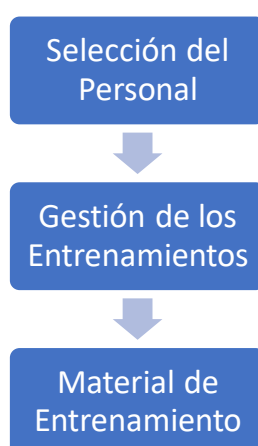 Selección del
Personal
Gestión de los
Entrenamientos
Material de
Entrenamiento